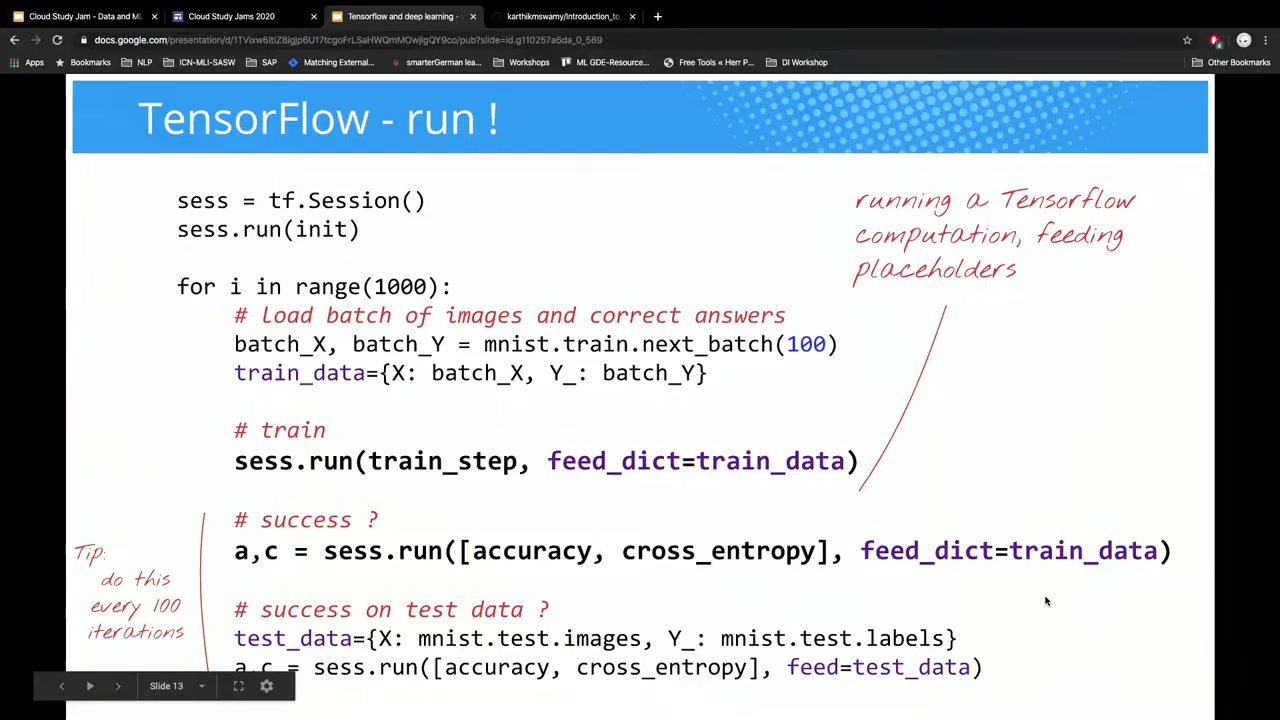 Cloud Study Jam - Data and ML
Cloud Study Jams 2020
Tensorflow and deep learning -
karthikmswamy/Introduction_to_
docs.google.com/presentation/d/1TVixw6ltiZ8igjp6U17tcgoFrLSaHWQmMOwjIgQY9co/pub?slide=id.g110257a6da_0_589
Apps
Bookmarks
NLP
ICN-MLI-SASW
SAP
Matching External...
smarterGerman lea...
Workshops
ML GDE-Resource...
Free Tools « Herr P...
DI Workshop
Other Bookmarks
TensorFlow - run !
sess = tf.Session()
sess.run(init)
running a Tensorflow
computation, feeding
placeholders
for i in range(1000):
# load batch of images and correct answers
batch_X, batch_Y = mnist.train.next_batch(100)
train_data={X: batch_X, Y_: batch_Y}
# train
sess.run(train_step, feed_dict=train_data)
# success ?
a,c = sess.run([accuracy, cross_entropy], feed_dict=train_data)
Tip:
do this
every 100
iterations
# success on test data ?
test_data={X: mnist.test.images, Y_: mnist.test.labels}
a,c = sess.run([accuracy, cross_entropy], feed=test_data)
Slide 13